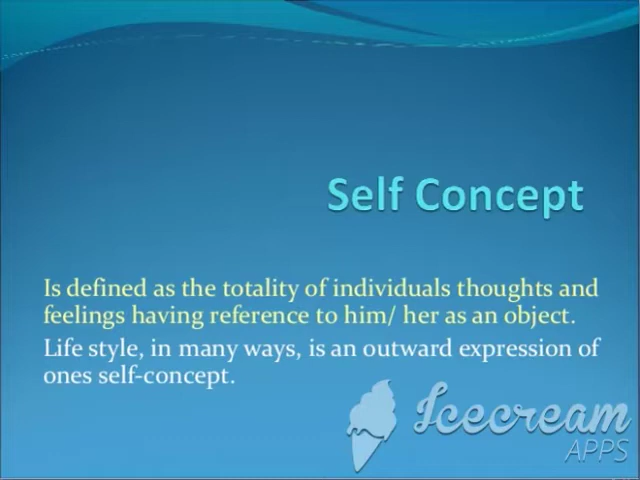 Self Concept
Is defined as the totality of individuals thoughts and
feelings having reference to him/ her as an object.
Life style, in many ways, is an outward expression of
ones self-concept.
Icecream
APPS